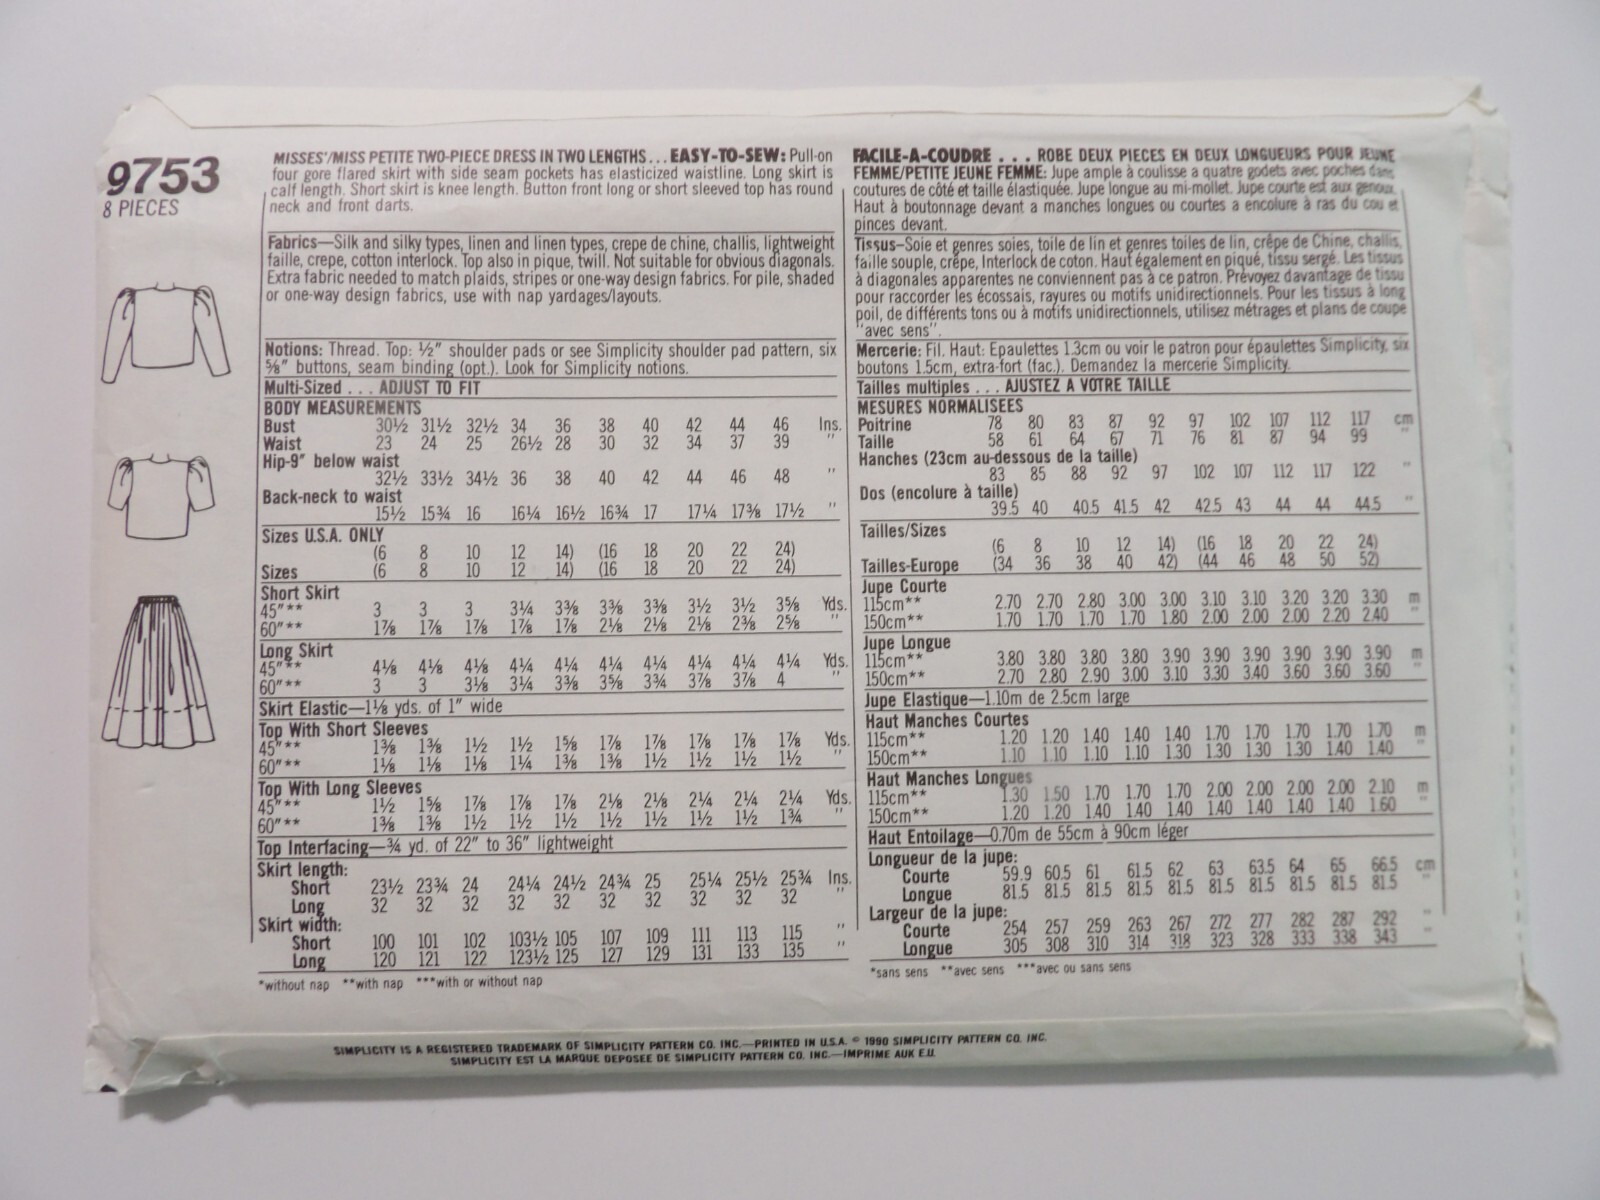 9753
8 PIECES
MISSES'/MISS PETITE TWO-PIECE DRESS IN TWO LENGTHS... EASY-TO-SEW: Pull-on
four gore flared skirt with side seam pockets has elasticized waistline. Long skirt is
calf length. Short skirt is knee length. Button front long or short sleeved top has round
neck and front darts.
Fabrics—Silk and silky types, linen and linen types, crepe de chine, challis, lightweight
faille, crepe, cotton interlock. Top also in pique, twill. Not suitable for obvious diagonals.
Extra fabric needed to match plaids, stripes or one-way design fabrics. For pile, shaded
or one-way design fabrics, use with nap yardages/layouts.
Notions: Thread. Top: ½" shoulder pads or see Simplicity shoulder pad pattern, six
⅝" buttons, seam binding (opt.). Look for Simplicity notions.
Multi-Sized . . . ADJUST TO FIT
BODY MEASUREMENTS
Bust 30½ 31½ 32½ 34 36 38 40 42 44 46 Ins.
Waist 23 24 25 26½ 28 30 32 34 37 39 "
Hip-9" below waist
32½ 33½ 34½ 36 38 40 42 44 46 48 "
Back-neck to waist
15½ 15¾ 16 16¼ 16½ 16¾ 17 17¼ 17⅜ 17½ "
Sizes U.S.A. ONLY
(6 8 10 12 14) (16 18 20 22 24)
Sizes (6 8 10 12 14) (16 18 20 22 24)
Short Skirt
45"** 3 3 3 3¼ 3⅜ 3⅜ 3⅜ 3½ 3½ 3⅝ Yds.
60"** 1⅞ 1⅞ 1⅞ 1⅞ 1⅞ 2⅛ 2⅛ 2⅛ 2⅜ 2⅝ "
Long Skirt
45"** 4⅛ 4⅛ 4⅛ 4¼ 4¼ 4¼ 4¼ 4¼ 4¼ 4¼ Yds.
60"** 3 3 3⅛ 3¼ 3⅜ 3⅝ 3¾ 3⅞ 3⅞ 4 "
Skirt Elastic—1⅛ yds. of 1" wide
Top With Short Sleeves
45"** 1⅜ 1⅜ 1½ 1½ 1⅝ 1⅞ 1⅞ 1⅞ 1⅞ 1⅞ Yds.
60"** 1⅛ 1⅛ 1⅛ 1¼ 1⅜ 1⅜ 1½ 1½ 1½ 1½ "
Top With Long Sleeves
45"** 1½ 1⅝ 1⅞ 1⅞ 1⅞ 2⅛ 2⅛ 2¼ 2¼ 2¼ Yds.
60"** 1⅜ 1⅜ 1½ 1½ 1½ 1½ 1½ 1½ 1½ 1¾ "
Top Interfacing—¾ yd. of 22" to 36" lightweight
Skirt length:
Short 23½ 23¾ 24 24¼ 24½ 24¾ 25 25¼ 25½ 25¾ Ins.
Long 32 32 32 32 32 32 32 32 32 32 "
Skirt width:
Short 100 101 102 103½ 105 107 109 111 113 115 "
Long 120 121 122 123½ 125 127 129 131 133 135 "
*without nap **with nap ***with or without nap
FACILE-A-COUDRE . . . ROBE DEUX PIECES EN DEUX LONGUEURS POUR JEUNE
FEMME/PETITE JEUNE FEMME: Jupe ample à coulisse a quatre godets avec poches dans
coutures de côté et taille élastiquée. Jupe longue au mi-mollet. Jupe courte est aux genoux.
Haut à boutonnage devant a manches longues ou courtes a encolure à ras du cou et
pinces devant.
Tissus—Soie et genres soies, toile de lin et genres toiles de lin, crêpe de Chine, challis,
faille souple, crêpe, Interlock de coton. Haut également en piqué, tissu sergé. Les tissus
à diagonales apparentes ne conviennent pas à ce patron. Prévoyez davantage de tissu
pour raccorder les écossais, rayures ou motifs unidirectionnels. Pour les tissus à long
poil, de différents tons ou à motifs unidirectionnels, utilisez métrages et plans de coupe
"avec sens".
Mercerie: Fil. Haut: Epaulettes 1.3cm ou voir le patron pour épaulettes Simplicity, six
boutons 1.5cm, extra-fort (fac.). Demandez la mercerie Simplicity.
Tailles multiples . . . AJUSTEZ A VOTRE TAILLE
MESURES NORMALISEES
Poitrine 78 80 83 87 92 97 102 107 112 117 cm
Taille 58 61 64 67 71 76 81 87 94 99 "
Hanches (23cm au-dessous de la taille)
83 85 88 92 97 102 107 112 117 122 "
Dos (encolure à taille)
39.5 40 40.5 41.5 42 42.5 43 44 44 44.5 "
Tailles/Sizes
(6 8 10 12 14) (16 18 20 22 24)
Tailles-Europe (34 36 38 40 42) (44 46 48 50 52)
Jupe Courte
115cm** 2.70 2.70 2.80 3.00 3.00 3.10 3.10 3.20 3.20 3.30 m
150cm** 1.70 1.70 1.70 1.70 1.80 2.00 2.00 2.00 2.20 2.40 "
Jupe Longue
115cm** 3.80 3.80 3.80 3.80 3.90 3.90 3.90 3.90 3.90 3.90 m
150cm** 2.70 2.80 2.90 3.00 3.10 3.30 3.40 3.60 3.60 3.60 "
Jupe Elastique—1.10m de 2.5cm large
Haut Manches Courtes
115cm** 1.20 1.20 1.40 1.40 1.40 1.70 1.70 1.70 1.70 1.70 m
150cm** 1.10 1.10 1.10 1.10 1.30 1.30 1.30 1.30 1.40 1.40 "
Haut Manches Longues
115cm** 1.30 1.50 1.70 1.70 1.70 2.00 2.00 2.00 2.00 2.10 m
150cm** 1.20 1.20 1.40 1.40 1.40 1.40 1.40 1.40 1.40 1.60 "
Haut Entoilage—0.70m de 55cm à 90cm léger
Longueur de la jupe:
Courte 59.9 60.5 61 61.5 62 63 63.5 64 65 66.5 cm
Longue 81.5 81.5 81.5 81.5 81.5 81.5 81.5 81.5 81.5 81.5 "
Largeur de la jupe:
Courte 254 257 259 263 267 272 277 282 287 292 "
Longue 305 308 310 314 318 323 328 333 338 343 "
*sans sens **avec sens ***avec ou sans sens
SIMPLICITY IS A REGISTERED TRADEMARK OF SIMPLICITY PATTERN CO. INC.—PRINTED IN U.S.A. © 1990 SIMPLICITY PATTERN CO. INC.
SIMPLICITY EST LA MARQUE DEPOSEE DE SIMPLICITY PATTERN CO. INC.—IMPRIME AUX E.U.